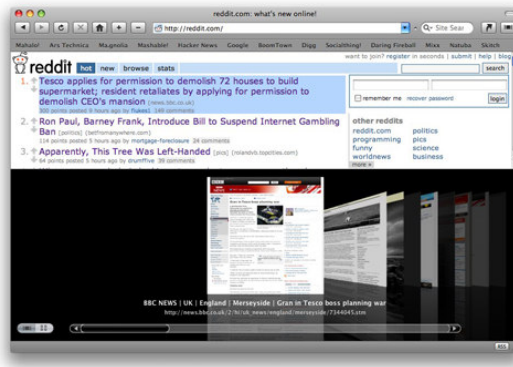 reddit.com: what's new online!
http://reddit.com/
Site Sear
Mahalo! Ars Technica Ma.gnolia Mashable! Hacker News Google BoomTown Digg Socialthing! Daring Fireball Mixx Natuba Skitch
want to join? register in seconds | submit | help | blog
reddit hot new browse stats
search
1. Tesco applies for permission to demolish 72 houses to build
supermarket; resident retaliates by applying for permission to
demolish CEO's mansion [news.bbc.co.uk]
300 points posted 9 hours ago by 149 comments
remember me recover password login
2. Ron Paul, Barney Frank, Introduce Bill to Suspend Internet Gambling
Ban [politics] (bethomanywhere.com)
114 points posted 5 hours ago by mortgage-foreclosure 24 comments
3. Apparently, This Tree Was Left-Handed [pics]
64 points posted 5 hours ago by drumffive 39 comments
other reddits
reddit.com politics
programming pics
funny science
worldnews business
more »
BBC NEWS | UK | England | Merseyside | Gran in Tesco boss planning war
http://news.bbc.co.uk/2/hi/uk_news/england/merseyside/7344045.stm
RSS